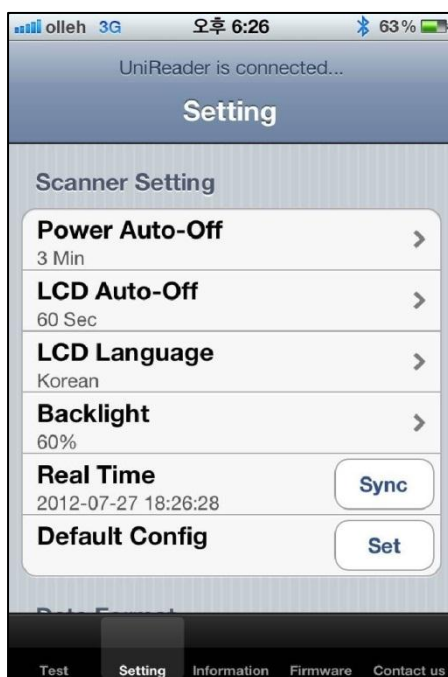 olleh 3G 오후 6:26 63%
UniReader is connected...
Setting
Scanner Setting
Power Auto-Off
3 Min
LCD Auto-Off
60 Sec
LCD Language
Korean
Backlight
60%
Real Time
2012-07-27 18:26:28
Sync
Default Config
Set
Test Setting Information Firmware Contact us